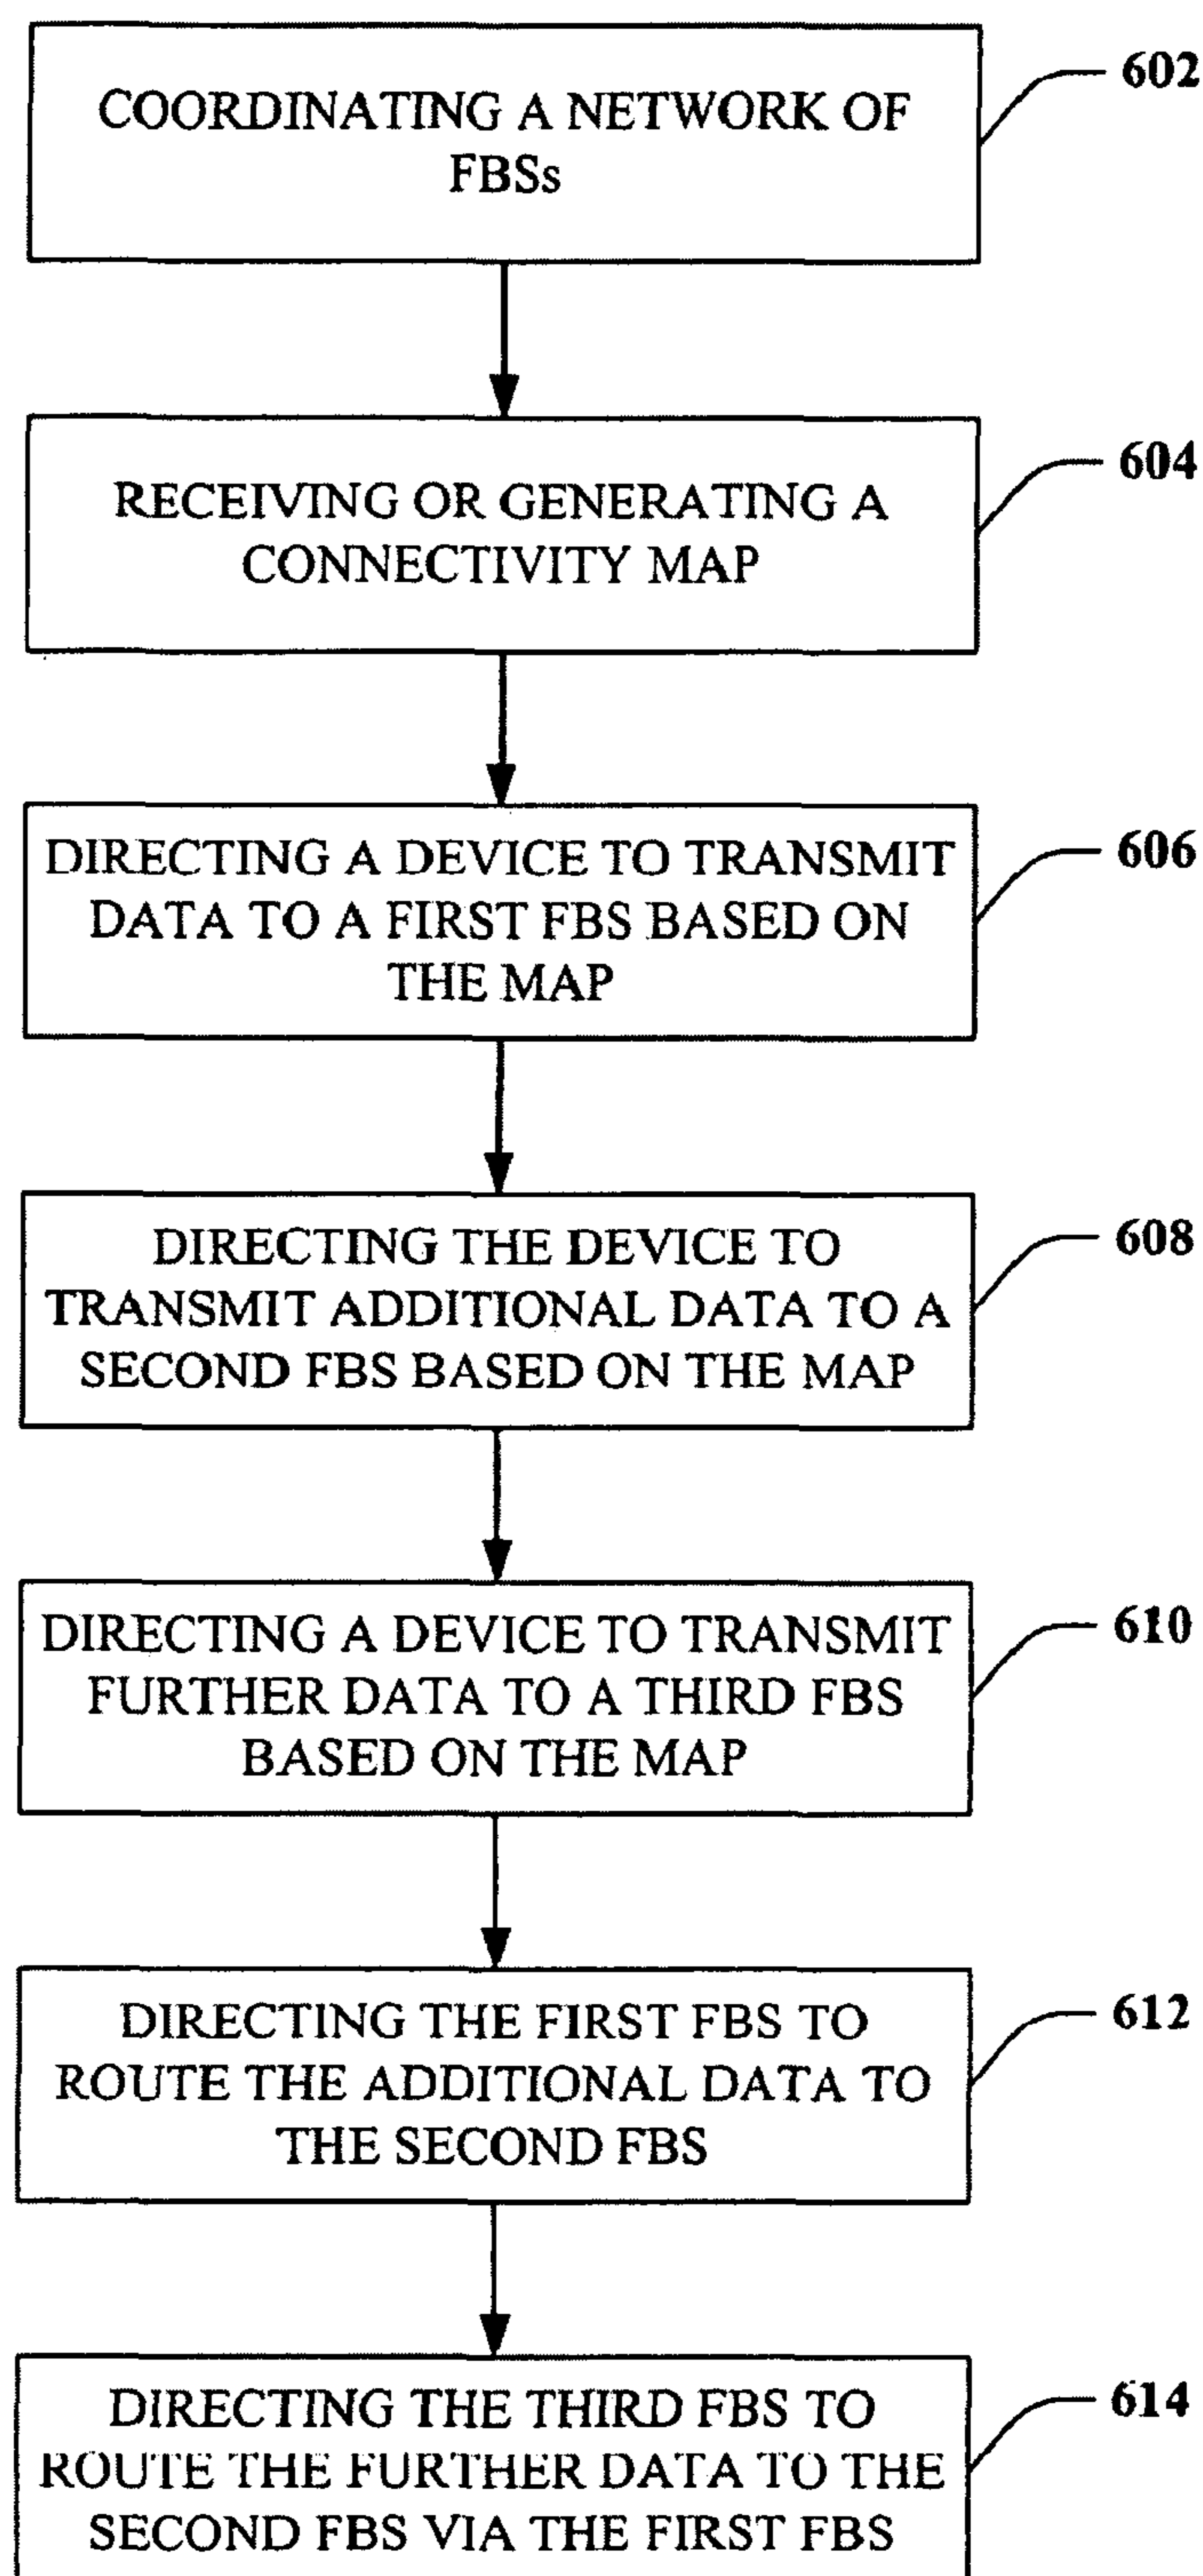 COORDINATING A NETWORK OF
FBSs
602
RECEIVING OR GENERATING A
CONNECTIVITY MAP
604
DIRECTING A DEVICE TO TRANSMIT
DATA TO A FIRST FBS BASED ON
THE MAP
606
DIRECTING THE DEVICE TO
TRANSMIT ADDITIONAL DATA TO A
SECOND FBS BASED ON THE MAP
608
DIRECTING A DEVICE TO TRANSMIT
FURTHER DATA TO A THIRD FBS
BASED ON THE MAP
610
DIRECTING THE FIRST FBS TO
ROUTE THE ADDITIONAL DATA TO
THE SECOND FBS
612
DIRECTING THE THIRD FBS TO
ROUTE THE FURTHER DATA TO THE
SECOND FBS VIA THE FIRST FBS
614